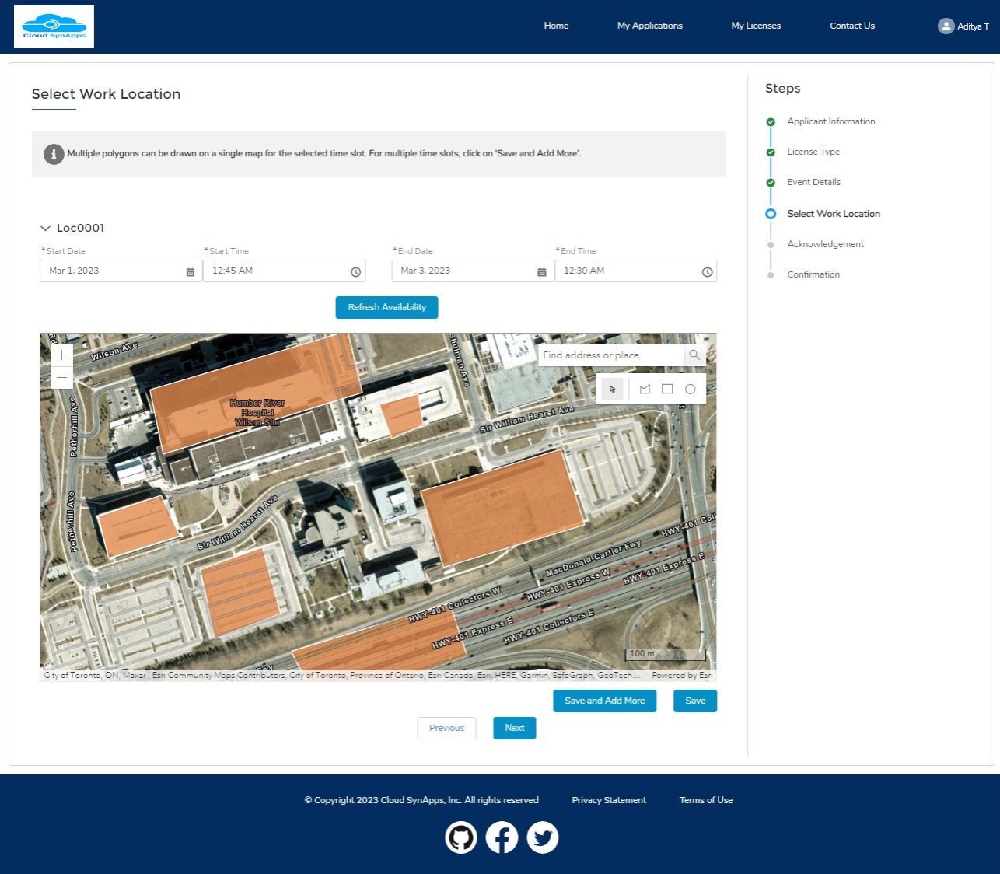 Cloud SynApps
Home
My Applications
My Licenses
Contact Us
Aditya T
Select Work Location
Multiple polygons can be drawn on a single map for the selected time slot. For multiple time slots, click on 'Save and Add More'.
Loc0001
* Start Date
* Start Time
* End Date
* End Time
Mar 1, 2023
12:45 AM
Mar 3, 2023
12:30 AM
Refresh Availability
Find address or place
Rd
Wilson Ave
Shulman Ave
Petherhill Ave
Humber River
Hospital
Wilson Site
Sir William Hearst Ave
Petherhill Ave
Sir William Hearst Ave
HWY-401 Coll
MacDonald-Cartier Fwy
HWY-401 Express E
HWY-401 Express W
HWY-401 Collectors W
HWY-401 Express E
HWY-401 Collectors E
Fwy
100 m
City of Toronto, ON, Maxar | Esri Community Maps Contributors, City of Toronto, Province of Ontario, Esri Canada, Esri, HERE, Garmin, SafeGraph, GeoTech...
Powered by Esri
Save and Add More
Save
Previous
Next
Steps
Applicant Information
License Type
Event Details
Select Work Location
Acknowledgement
Confirmation
© Copyright 2023 Cloud SynApps, Inc. All rights reserved
Privacy Statement
Terms of Use